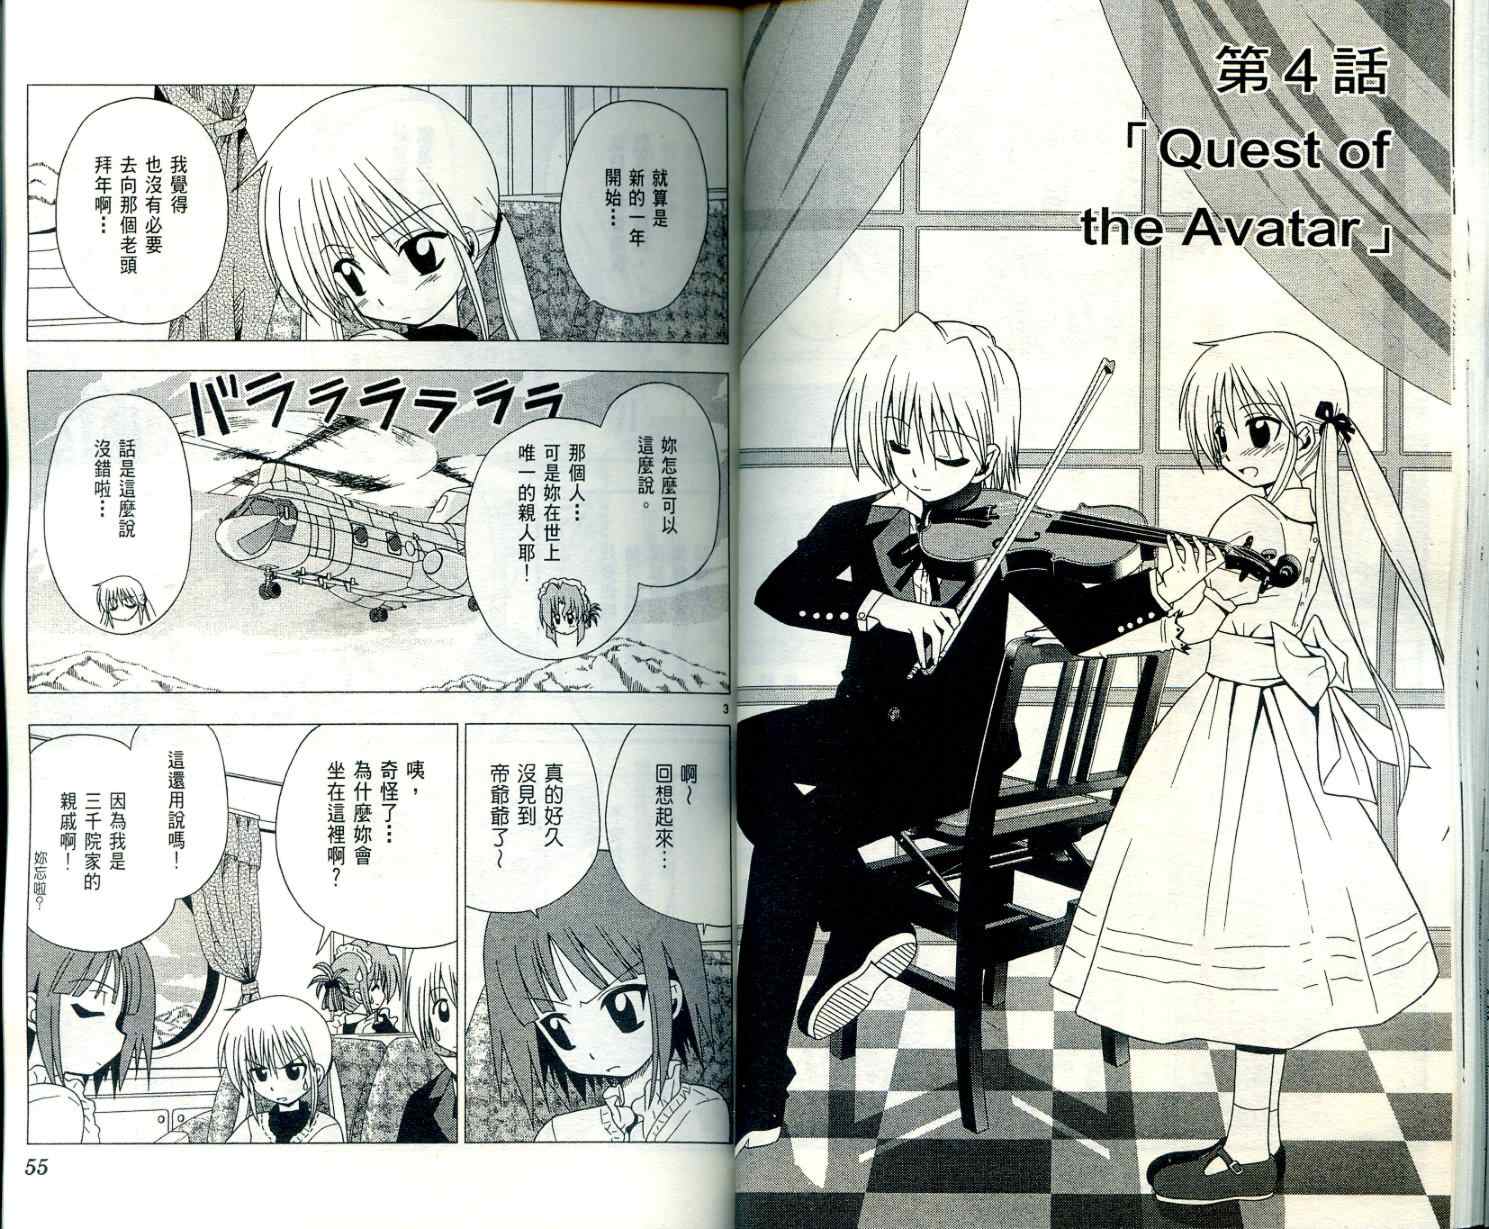 第4話
「Quest of
the Avatar」
就算是
新的一年
開始…
我覺得
也沒有必要
去向那個老頭
拜年啊…
バラララララララ
妳怎麼可以
這麼說。
那個人…
可是妳在世上
唯一的親人耶！
話是這麼說
沒錯啦…
3
啊～
回想起來…
真的好久
沒見到
帝爺爺了～
咦，
奇怪了…
為什麼妳會
坐在這裡啊？
這還用說嗎！
因為我是
三千院家的
親戚啊！
妳忘啦？
55